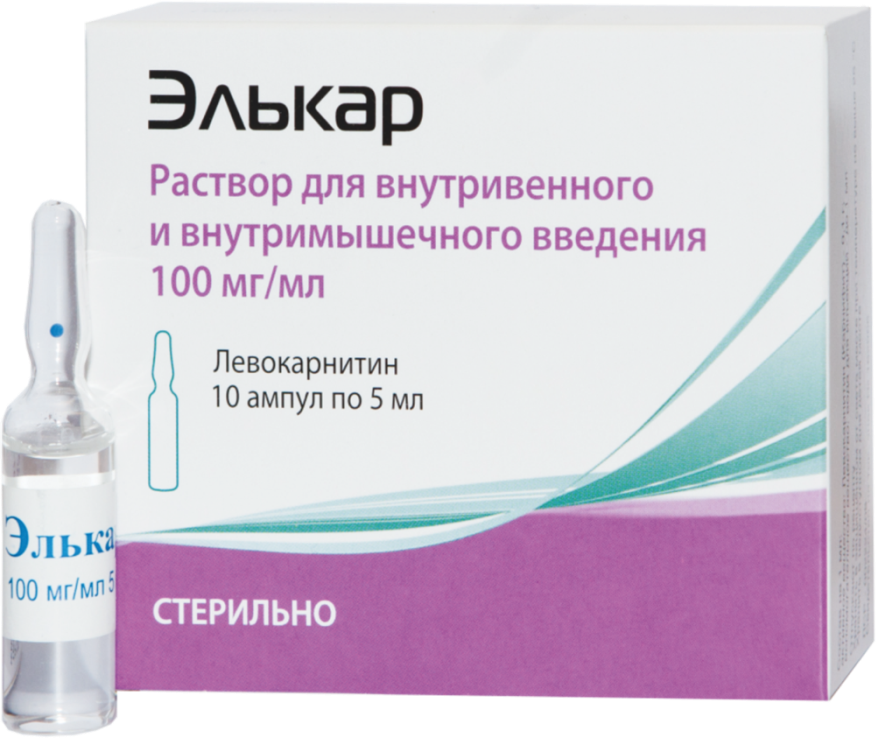 Элькар
Раствор для внутривенного
и внутримышечного введения
100 мг/мл
Левокарнитин
10 ампул по 5 мл
СТЕРИЛЬНО
Элька
100 мг/мл 5